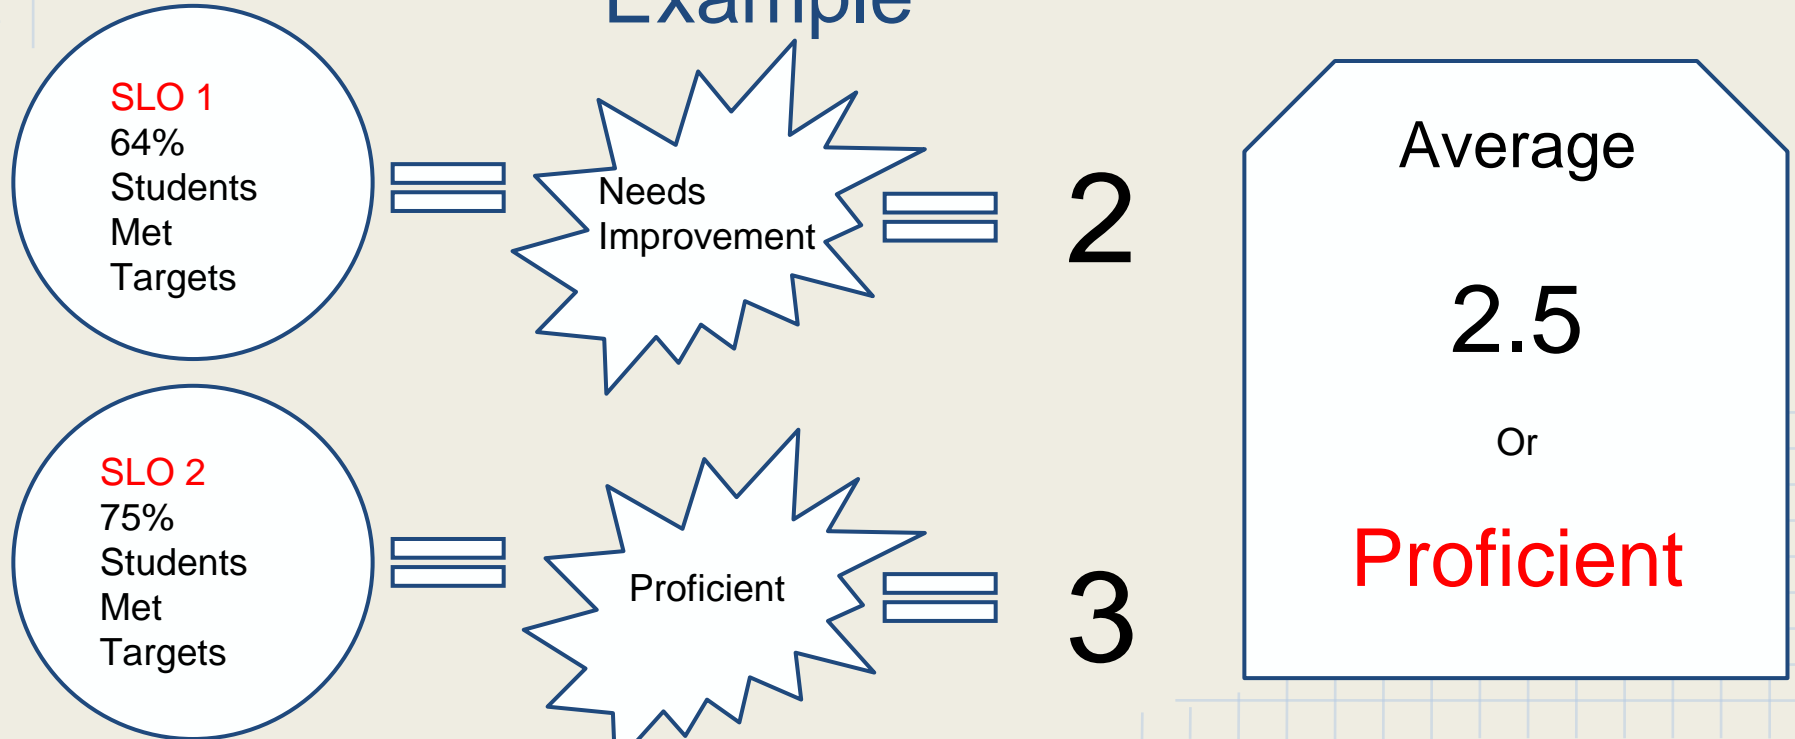 Example
SLO 1
64%
Students
Met
Targets
Needs
Improvement
2
SLO 2
75%
Students
Met
Targets
Proficient
3
Average
2.5
Or
Proficient